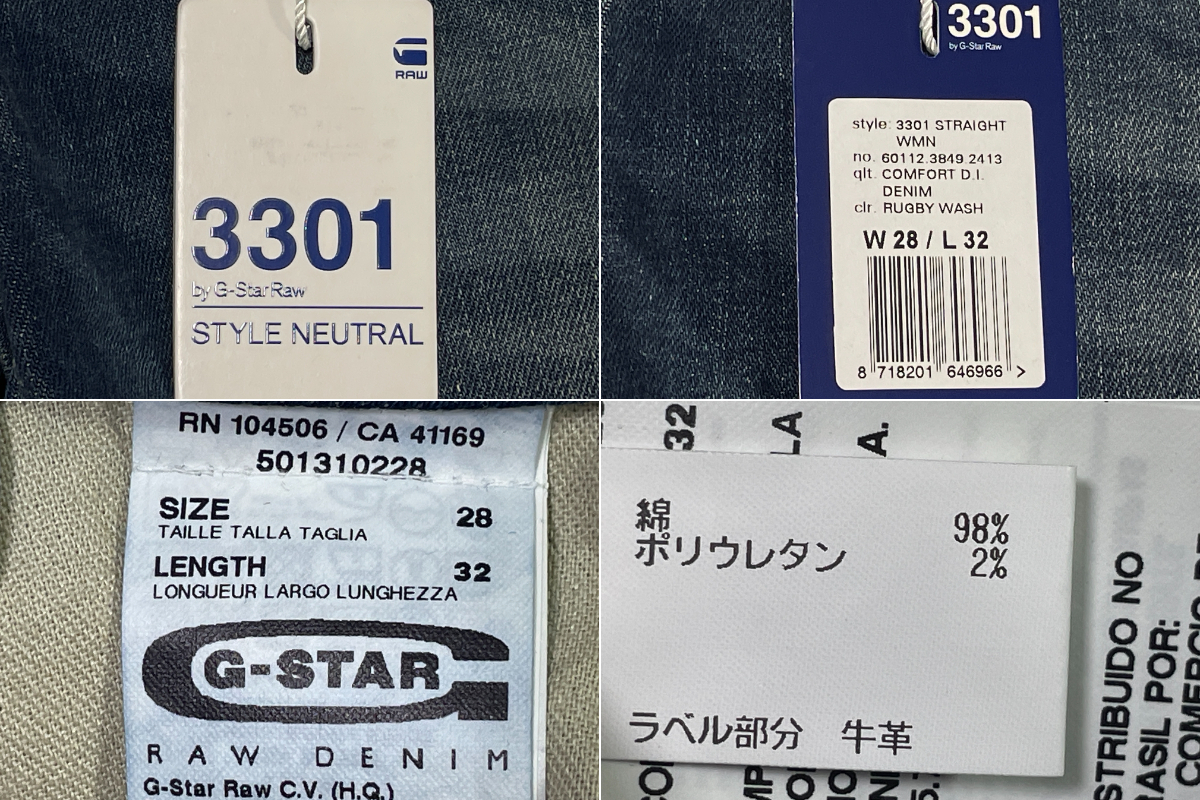 RAW
3301
by G-Star Raw
STYLE NEUTRAL
3301
by G-Star Raw
style: 3301 STRAIGHT
WMN
no. 60112.3849.2413
qlt. COMFORT D.I.
DENIM
clr. RUGBY WASH
W 28 / L 32
8 718201 646966 >
RN 104506 / CA 41169
501310228
SIZE 28
TAILLE TALLA TAGLIA
LENGTH 32
LONGUEUR LARGO LUNGHEZZA
G-STAR
RAW DENIM
G-Star Raw C.V. (H.Q.)
32
LA
A.
綿 98%
ポリウレタン 2%
ラベル部分 牛革
STRIBUIDO NO
ASIL POR:
COMERCIO